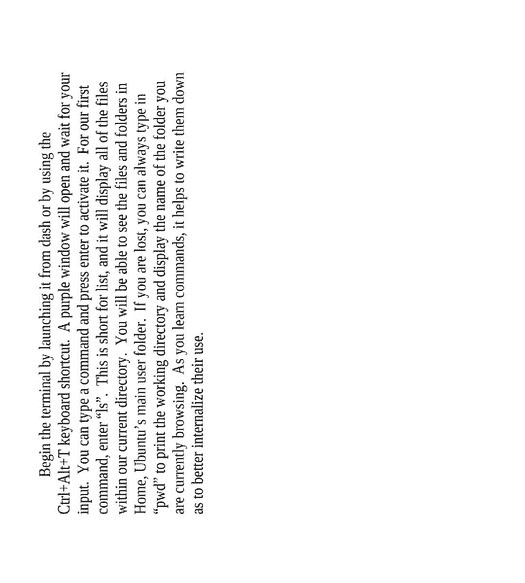 Begin the terminal by launching it from dash or by using the
Ctrl+Alt+T keyboard shortcut.  A purple window will open and wait for your
input.  You can type a command and press enter to activate it.  For our first
command, enter “ls”.  This is short for list, and it will display all of the files
within our current directory.  You will be able to see the files and folders in
Home, Ubuntu’s main user folder.  If you are lost, you can always type in
“pwd” to print the working directory and display the name of the folder you
are currently browsing.  As you learn commands, it helps to write them down
as to better internalize their use.